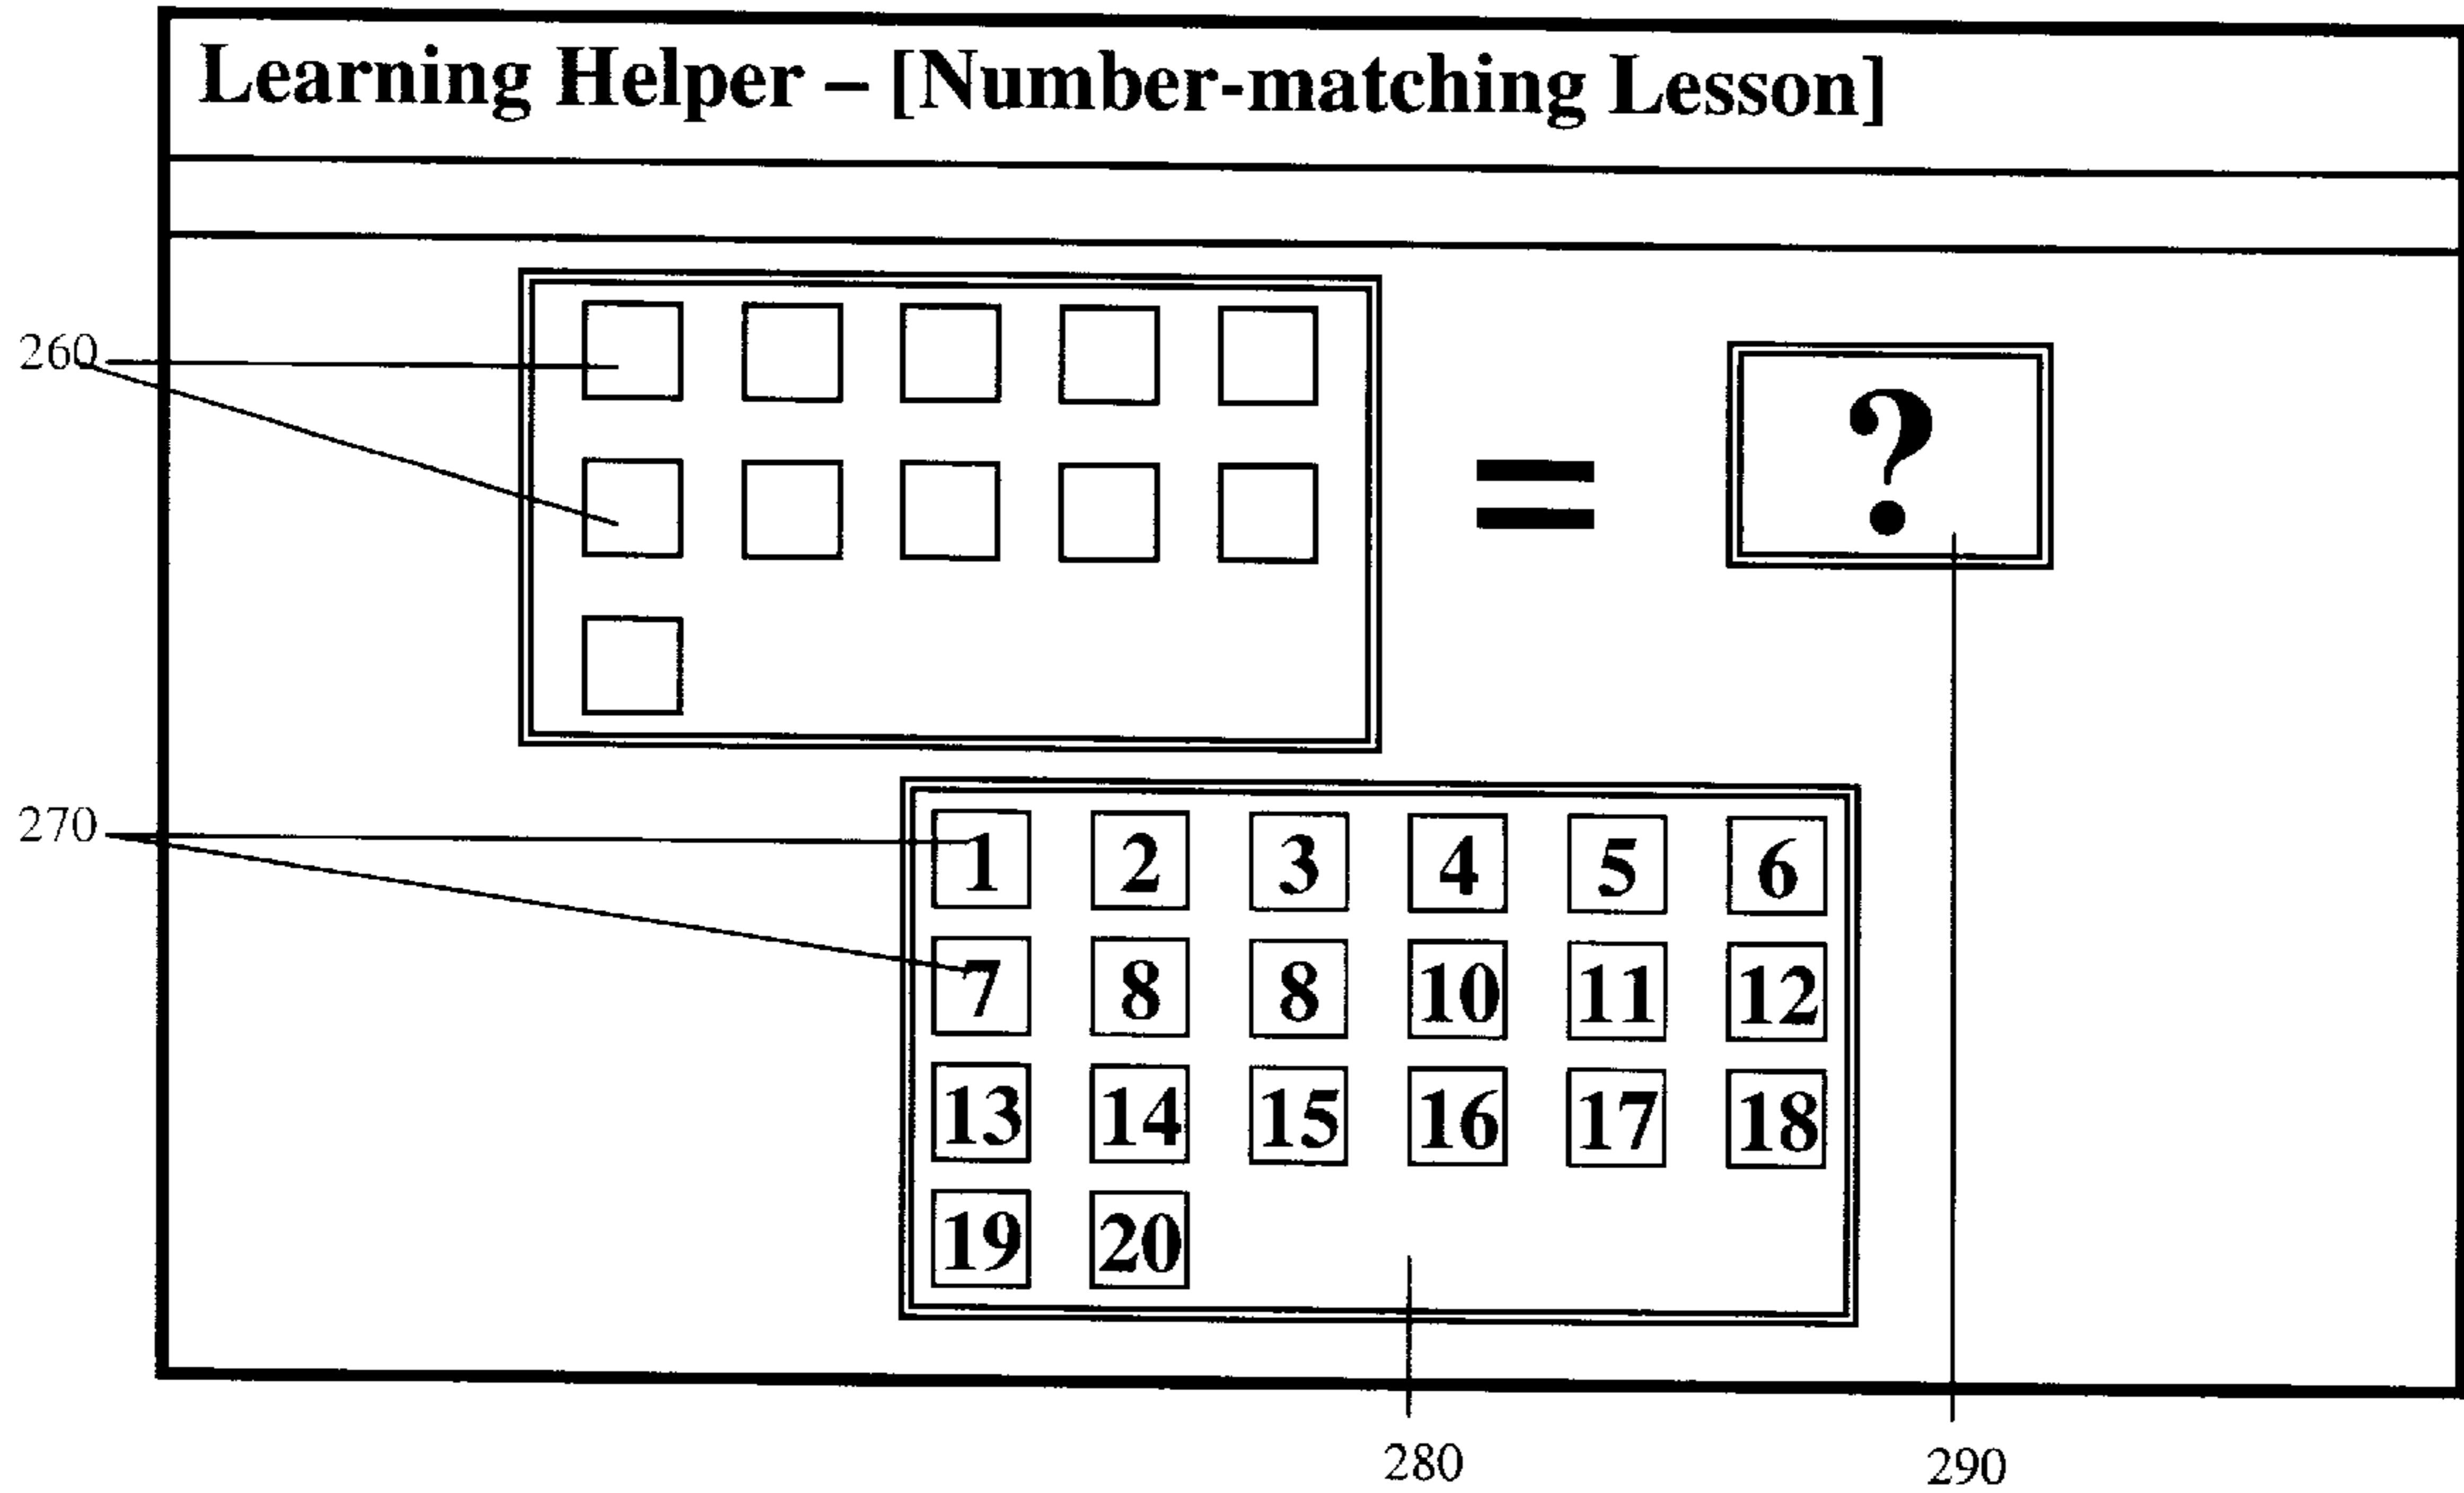 Learning Helper – [Number-matching Lesson]
260
= ?
270
1 2 3 4 5 6
7 8 8 10 11 12
13 14 15 16 17 18
19 20
280 290